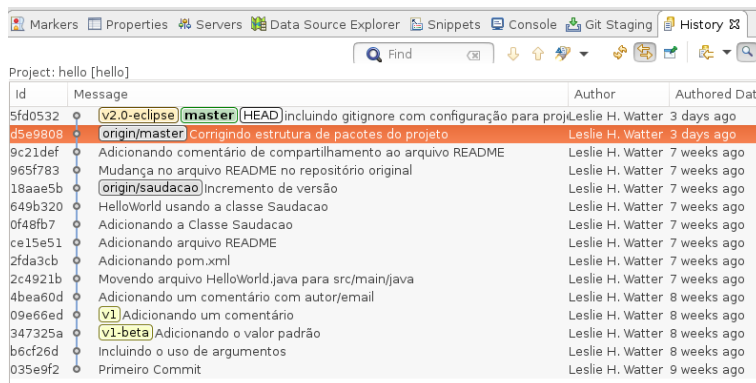 Markers Properties Servers Data Source Explorer Snippets Console Git Staging History
Find
Project: hello [hello]
Id Message Author Authored Dat
5fd0532 v2.0-eclipse master HEAD incluindo gitignore com configuração para proje Leslie H. Watter 3 days ago
d5e9808 origin/master Corrigindo estrutura de pacotes do projeto Leslie H. Watter 3 days ago
9c21def Adicionando comentário de compartilhamento ao arquivo README Leslie H. Watter 7 weeks ago
965f783 Mudança no arquivo README no repositório original Leslie H. Watter 7 weeks ago
18aae5b origin/saudacao Incremento de versão Leslie H. Watter 7 weeks ago
649b320 HelloWorld usando a classe Saudacao Leslie H. Watter 7 weeks ago
0f48fb7 Adicionando a Classe Saudacao Leslie H. Watter 7 weeks ago
ce15e51 Adicionando arquivo README Leslie H. Watter 7 weeks ago
2fda3cb Adicionando pom.xml Leslie H. Watter 7 weeks ago
2c4921b Movendo arquivo HelloWorld.java para src/main/java Leslie H. Watter 7 weeks ago
4bea60d Adicionando um comentário com autor/email Leslie H. Watter 8 weeks ago
09e66ed v1 Adicionando um comentário Leslie H. Watter 8 weeks ago
347325a v1-beta Adicionando o valor padrão Leslie H. Watter 8 weeks ago
b6cf26d Incluindo o uso de argumentos Leslie H. Watter 8 weeks ago
035e9f2 Primeiro Commit Leslie H. Watter 9 weeks ago